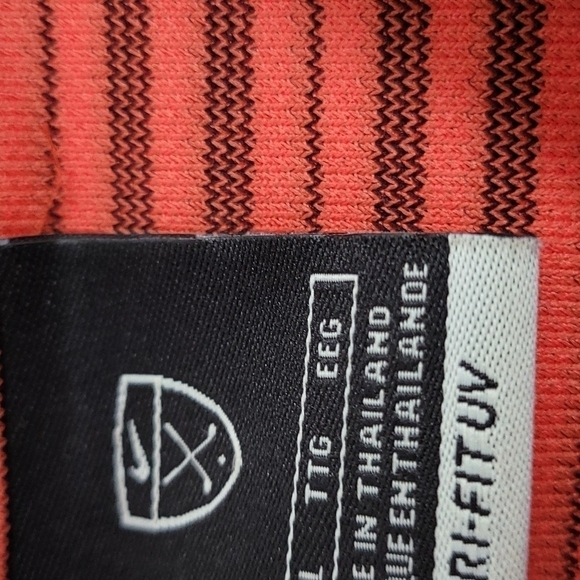 L TTG EEG
E IN THAILAND
QUE EN THAILANDE
RI-FIT UV